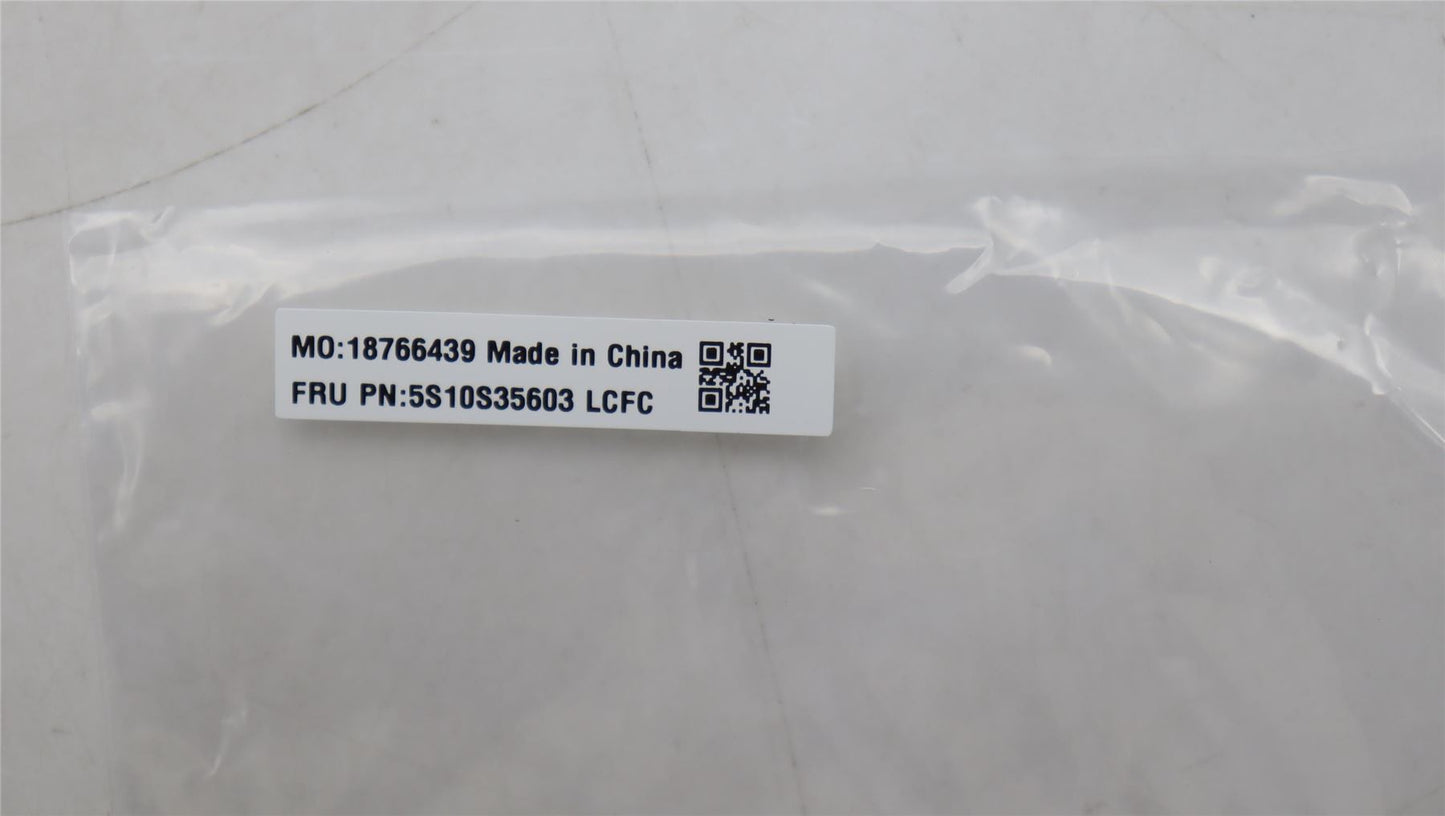 MO:18766439 Made in China
FRU PN:5S10S35603 LCFC